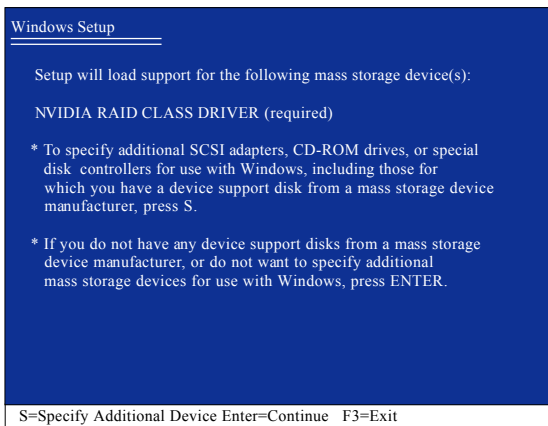 Windows Setup
Setup will load support for the following mass storage device(s):
NVIDIA RAID CLASS DRIVER (required)
* To specify additional SCSI adapters, CD-ROM drives, or special
disk controllers for use with Windows, including those for
which you have a device support disk from a mass storage device
manufacturer, press S.
* If you do not have any device support disks from a mass storage
device manufacturer, or do not want to specify additional
mass storage devices for use with Windows, press ENTER.
S=Specify Additional Device Enter=Continue F3=Exit